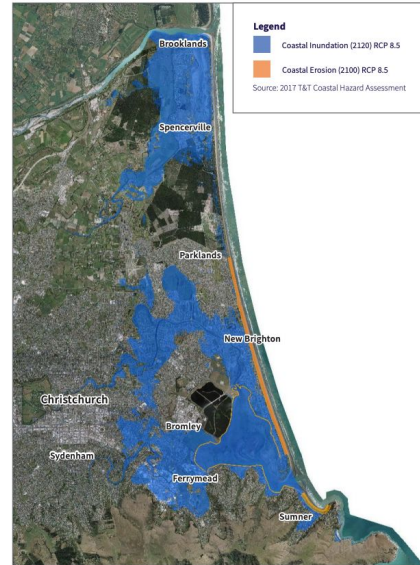 Legend
Coastal Inundation (2120) RCP 8.5
Coastal Erosion (2100) RCP 8.5
Source: 2017 T&T Coastal Hazard Assessment
Brooklands
Spencerville
Parklands
New Brighton
Christchurch
Bromley
Sydenham
Ferrymead
Sumner